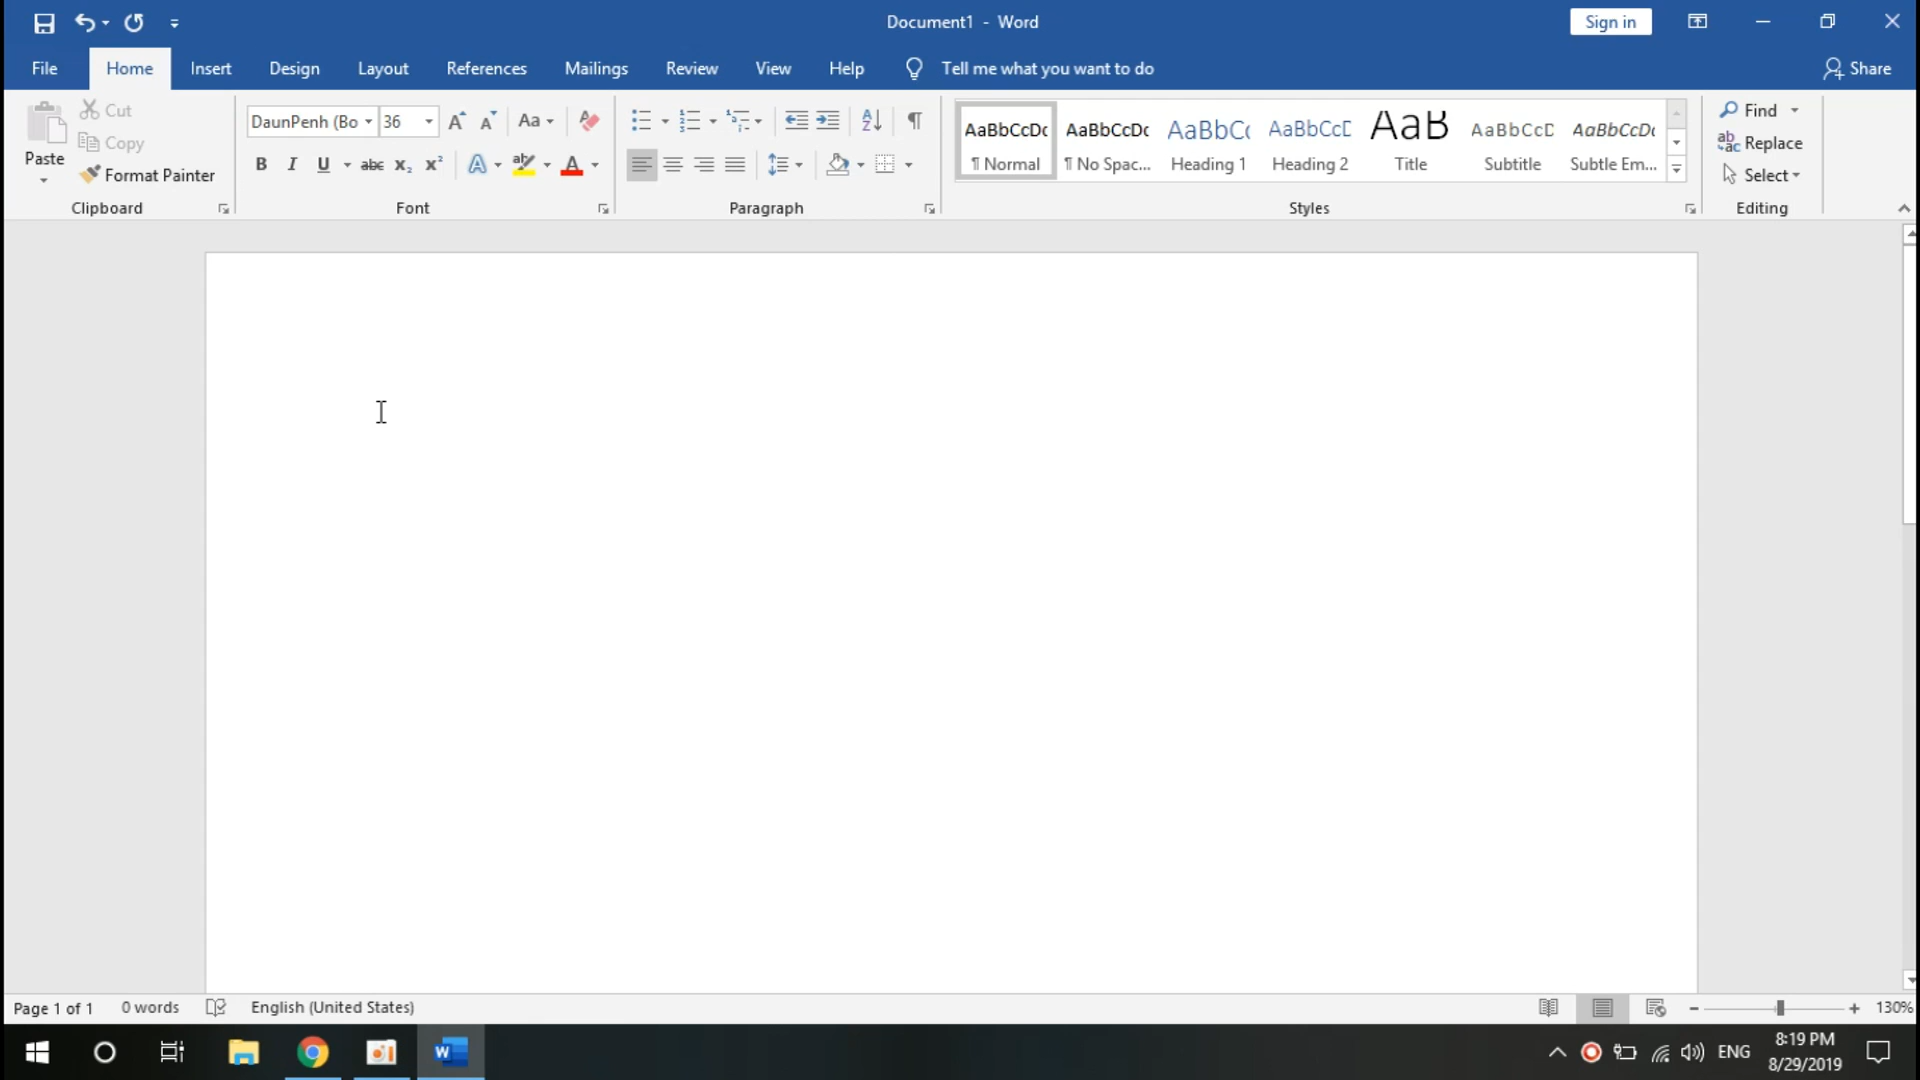 Document1 - Word
Sign in
File Home Insert Design Layout References Mailings Review View Help Tell me what you want to do Share
Paste
Cut
Copy
Format Painter
Clipboard
DaunPenh (Bo 36 Aa
B I U abc x₂ x² A ab A
Font
Paragraph
AaBbCcDc AaBbCcDc AaBbCc AaBbCcD AaB AaBbCcD AaBbCcDc
¶ Normal ¶ No Spac... Heading 1 Heading 2 Title Subtitle Subtle Em...
Styles
Find
Replace
Select
Editing
Page 1 of 1 0 words English (United States) 130%
ENG 8:19 PM
8/29/2019